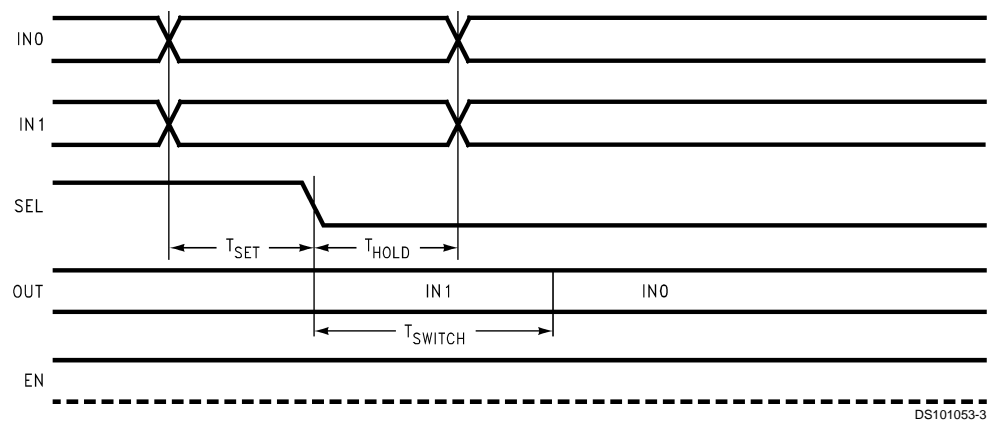 IN0
IN1
SEL
TSET THOLD
OUT IN1 IN0
TSWITCH
EN
DS101053-3